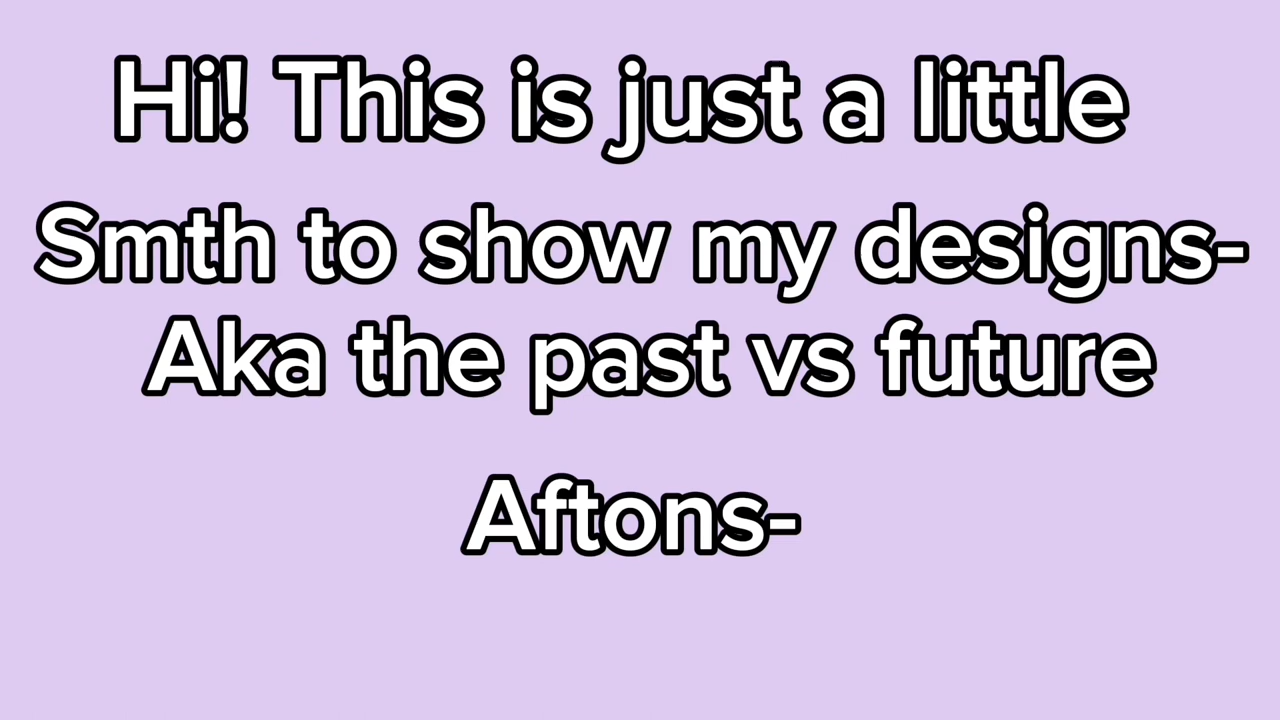 Hi! This is just a little
Smth to show my designs-
Aka the past vs future
Aftons-